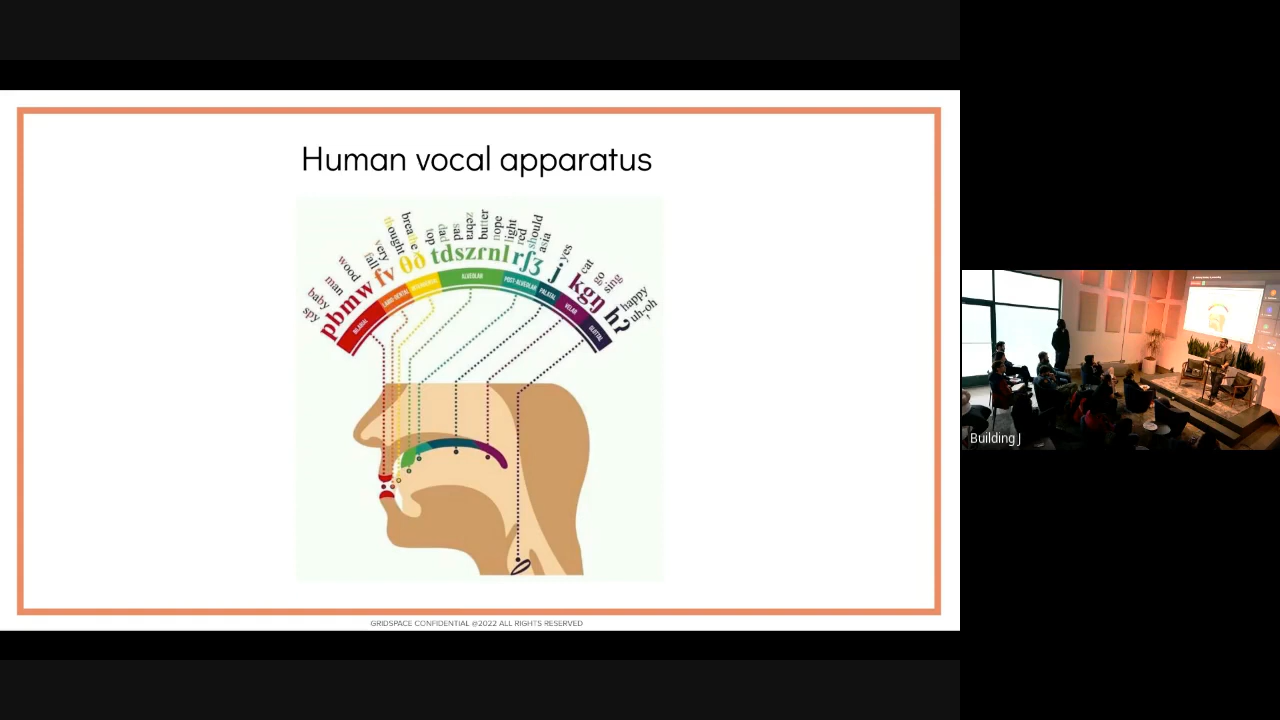 Human vocal apparatus
spy baby man wood fall very thought breathe top dad sad zebra butter nope light red should asia yes cat go sing happy uh-oh
pbmw fv θð tdszɾnl rʃʒ j kgŋ hʔ
BILABIAL LABIO-DENTAL ALVEOLAR POST-ALVEOLAR PALATAL VELAR GLOTTAL
GRIDSPACE CONFIDENTIAL @2022 ALL RIGHTS RESERVED
Building J